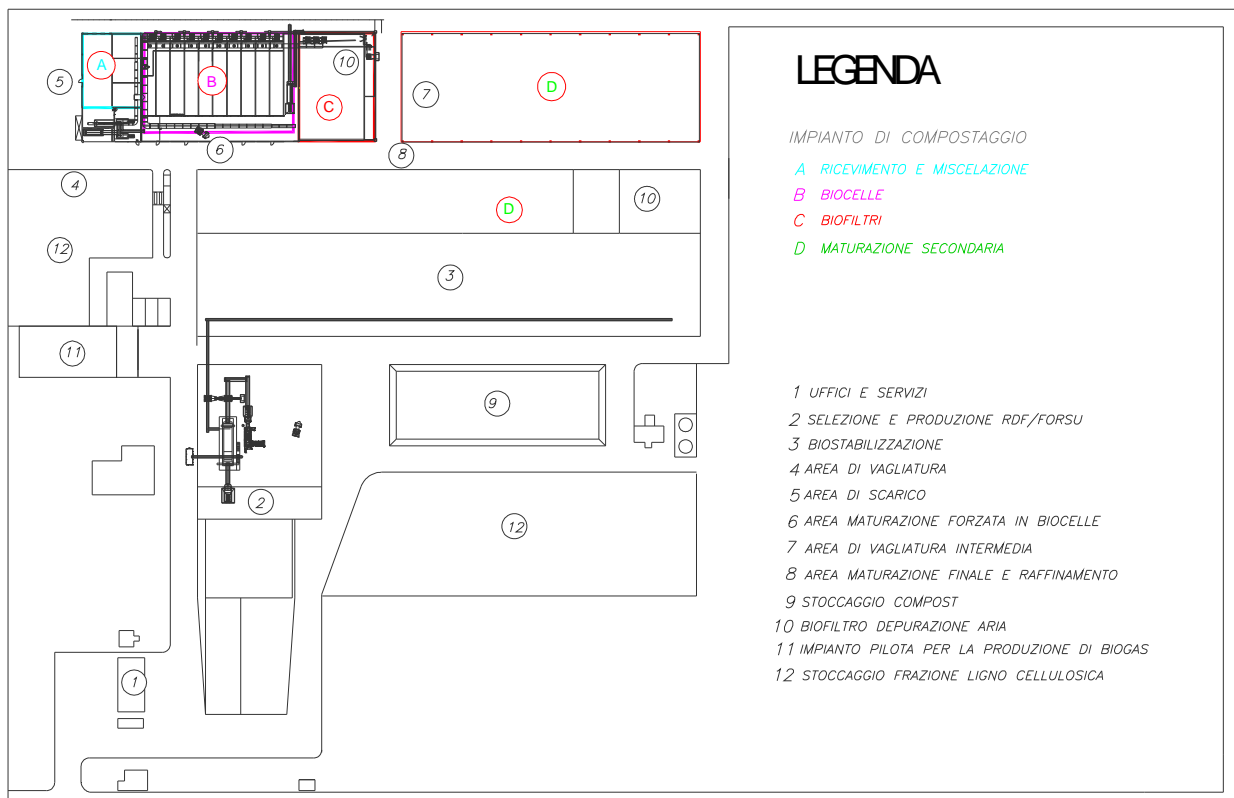 A
B
10
C
5
6
7
D
8
4
12
D
10
3
11
9
2
12
1
LEGENDA
IMPIANTO DI COMPOSTAGGIO
A RICEVIMENTO E MISCELAZIONE
B BIOCELLE
C BIOFILTRI
D MATURAZIONE SECONDARIA
1 UFFICI E SERVIZI
2 SELEZIONE E PRODUZIONE RDF/FORSU
3 BIOSTABILIZZAZIONE
4 AREA DI VAGLIATURA
5 AREA DI SCARICO
6 AREA MATURAZIONE FORZATA IN BIOCELLE
7 AREA DI VAGLIATURA INTERMEDIA
8 AREA MATURAZIONE FINALE E RAFFINAMENTO
9 STOCCAGGIO COMPOST
10 BIOFILTRO DEPURAZIONE ARIA
11 IMPIANTO PILOTA PER LA PRODUZIONE DI BIOGAS
12 STOCCAGGIO FRAZIONE LIGNO CELLULOSICA